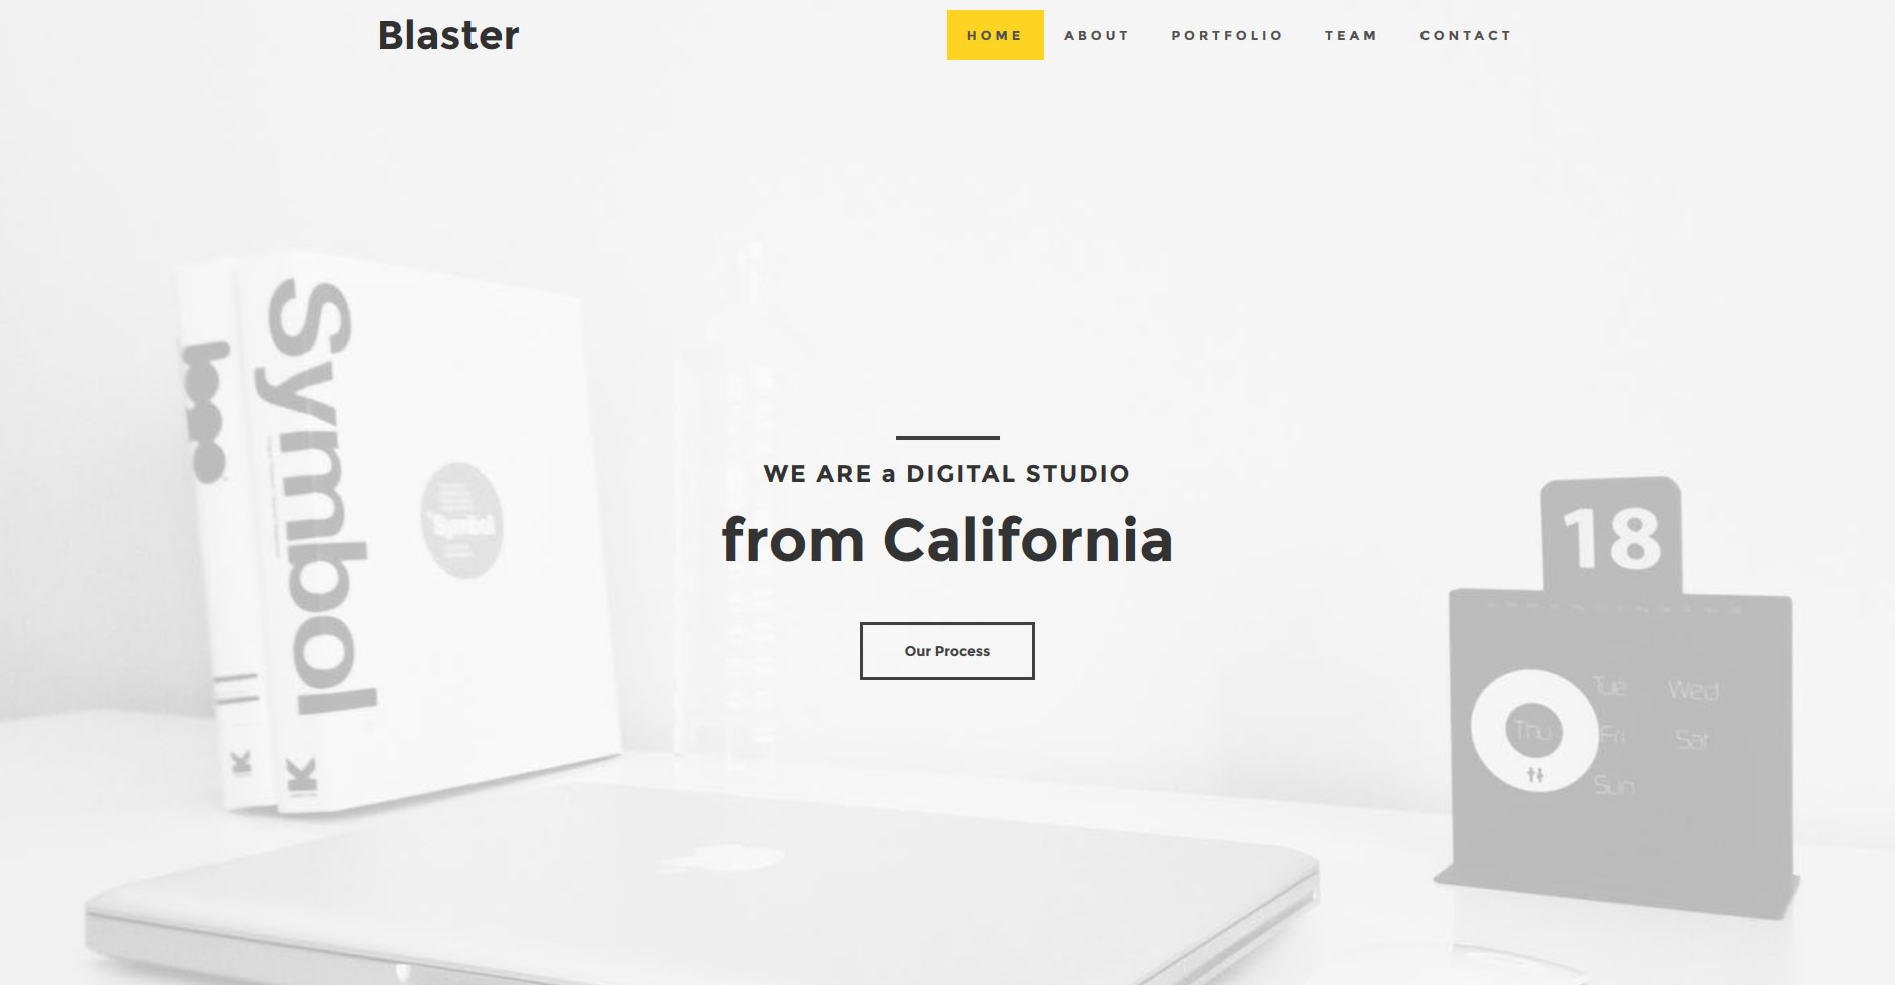 Blaster
HOME ABOUT PORTFOLIO TEAM CONTACT
Symbol
K
K
Symbol
WE ARE a DIGITAL STUDIO
from California
Our Process
18
Tue Wed
Thu Fri Sat
Sun